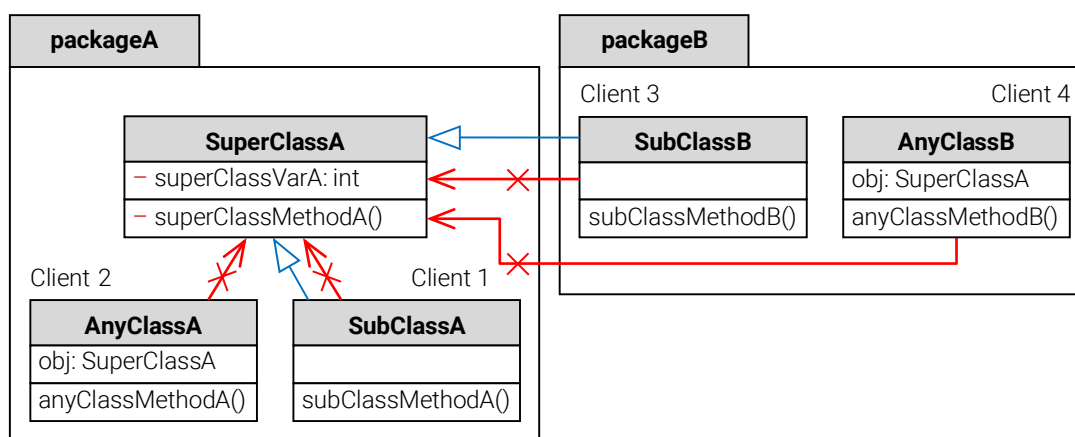 packageA
packageB
Client 3
Client 4
SuperClassA
− superClassVarA: int
− superClassMethodA()
SubClassB
subClassMethodB()
AnyClassB
obj: SuperClassA
anyClassMethodB()
Client 2
Client 1
AnyClassA
obj: SuperClassA
anyClassMethodA()
SubClassA
subClassMethodA()